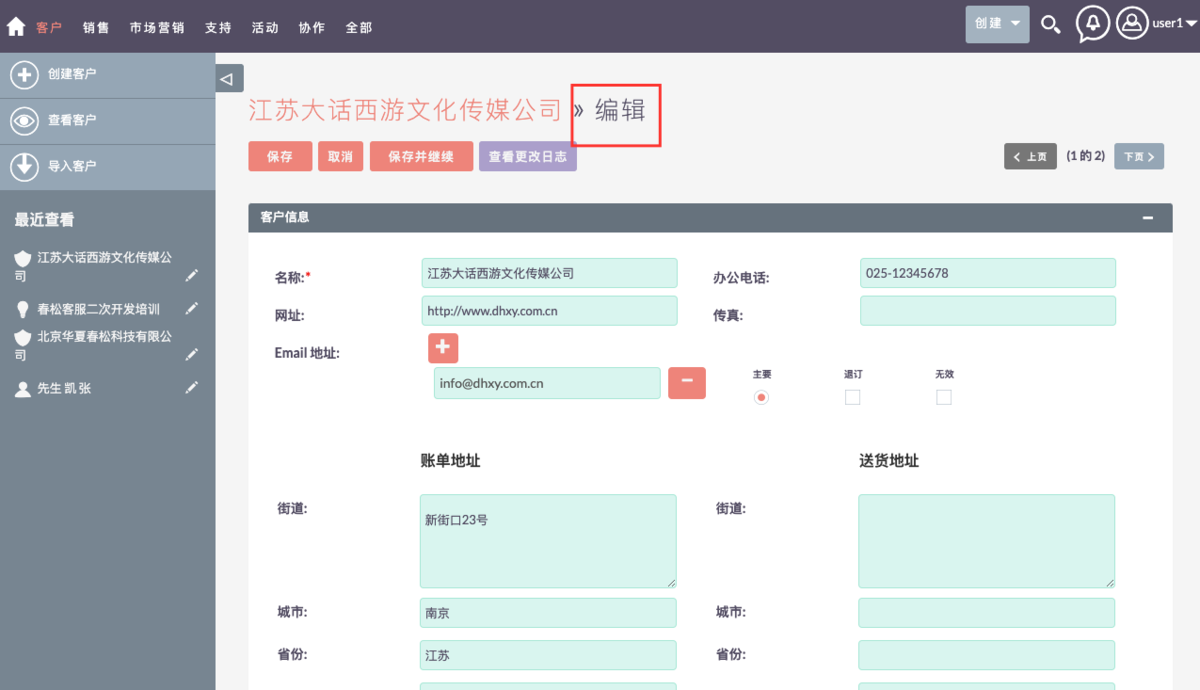 客户 销售 市场营销 支持 活动 协作 全部 创建 user1
创建客户
查看客户
导入客户
最近查看
江苏大话西游文化传媒公
司
春松客服二次开发培训
北京华夏春松科技有限公
司
先生 凯 张
江苏大话西游文化传媒公司 » 编辑
保存 取消 保存并继续 查看更改日志 上页 (1 的 2) 下页
客户信息
名称:* 江苏大话西游文化传媒公司 办公电话: 025-12345678
网址: http://www.dhxy.com.cn 传真:
Email 地址:
主要 退订 无效
info@dhxy.com.cn
账单地址 送货地址
街道: 新街口23号 街道:
城市: 南京 城市:
省份: 江苏 省份: